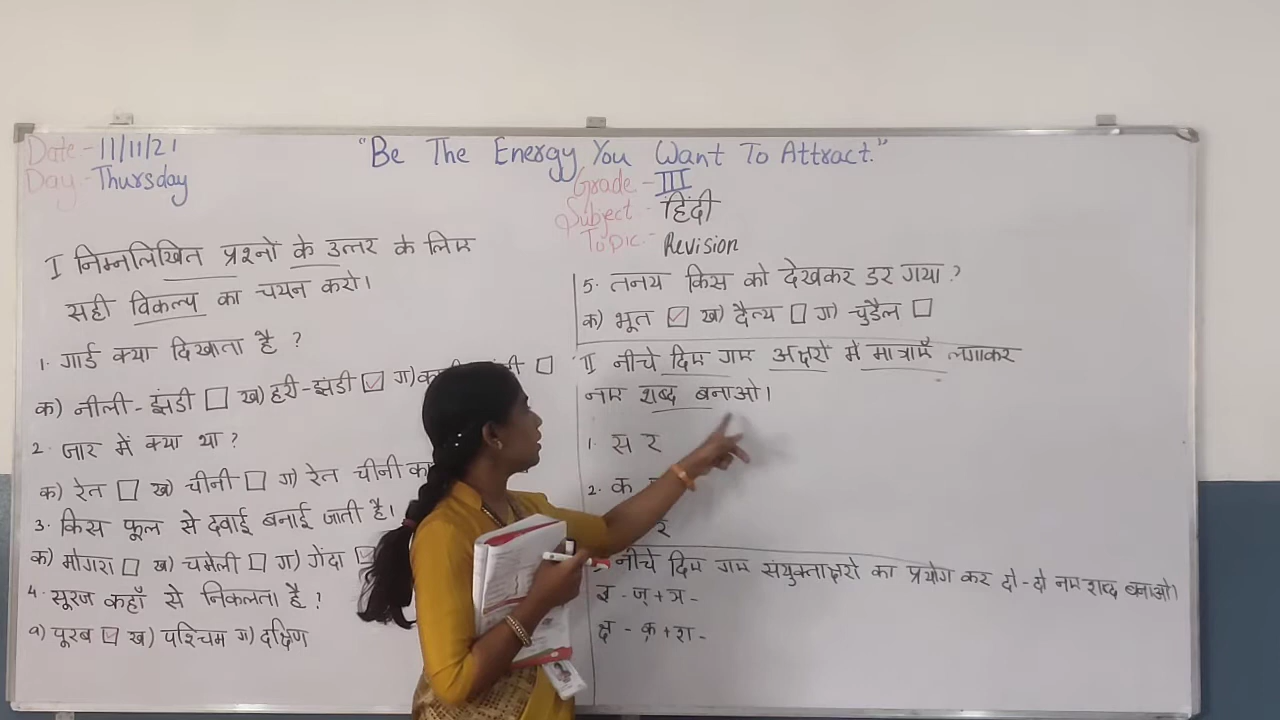 Date - 11/11/21
Day - Thursday
"Be The Energy You Want To Attract."
Grade - III
Subject - हिंदी
Topic - Revision
I निम्नलिखित प्रश्नों के उत्तर के लिए
सही विकल्प का चयन करो।
1. गार्ड क्या दिखाता है ?
क) नीली - झंडी ख) हरी - झंडी ग)
2. जार में क्या था ?
क) रेत ख) चीनी ग) रेत चीनी
3. किस फूल से दवाई बनाई जाती है।
क) मोगरा ख) चमेली ग) गेंदा
4. सूरज कहाँ से निकलता है ?
a) पूरब ख) पश्चिम ग) दक्षिण
5. तनय किस को देखकर डर गया ?
क) भूत ख) दैत्य ग) चुडैल
II नीचे दिए गए अक्षरो में मात्राएँ लगाकर
नए शब्द बनाओ।
1. स र
2. क
र
नीचे दिए गए संयुक्ताक्षरो का प्रयोग कर दो - दो नए शब्द बनाओ।
ज् + ञ -
क्ष - क् + श -